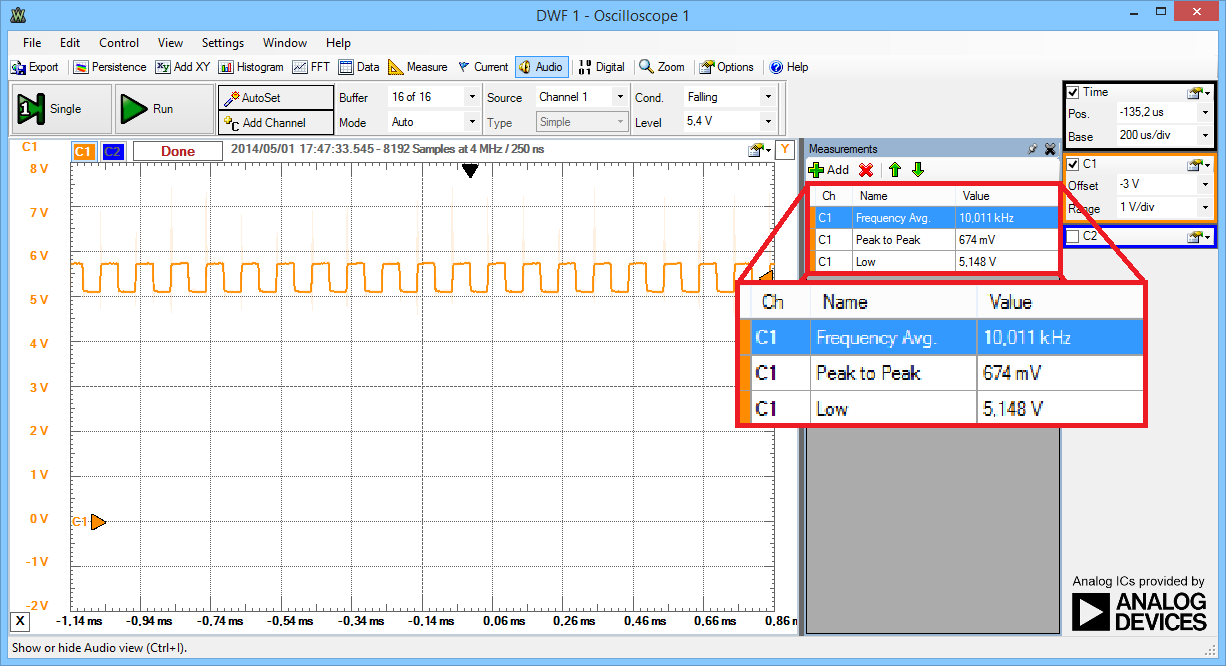 DWF 1 - Oscilloscope 1
File Edit Control View Settings Window Help
Export Persistence Add XY Histogram FFT Data Measure Current Audio Digital Zoom Options Help
Single Run AutoSet Buffer 16 of 16 Source Channel 1 Cond. Falling
Add Channel Mode Auto Type Simple Level 5,4 V
Time
Pos. -135,2 us
Base 200 us/div
C1
Offset -3 V
Range 1 V/div
C2
C1 C1 C2 Done 2014/05/01 17:47:33.545 - 8192 Samples at 4 MHz / 250 ns Y
8 V
7 V
6 V
5 V
4 V
3 V
2 V
1 V
0 V
-1 V
-2 V
C1
X -1,14 ms -0,94 ms -0,74 ms -0,54 ms -0,34 ms -0,14 ms 0,06 ms 0,26 ms 0,46 ms 0,66 ms 0,86 m
Measurements
Add
Ch Name Value
C1 Frequency Avg. 10,011 kHz
C1 Peak to Peak 674 mV
C1 Low 5,148 V
Ch Name Value
C1 Frequency Avg. 10,011 kHz
C1 Peak to Peak 674 mV
C1 Low 5,148 V
Analog ICs provided by
ANALOG
DEVICES
Show or hide Audio view (Ctrl+I).